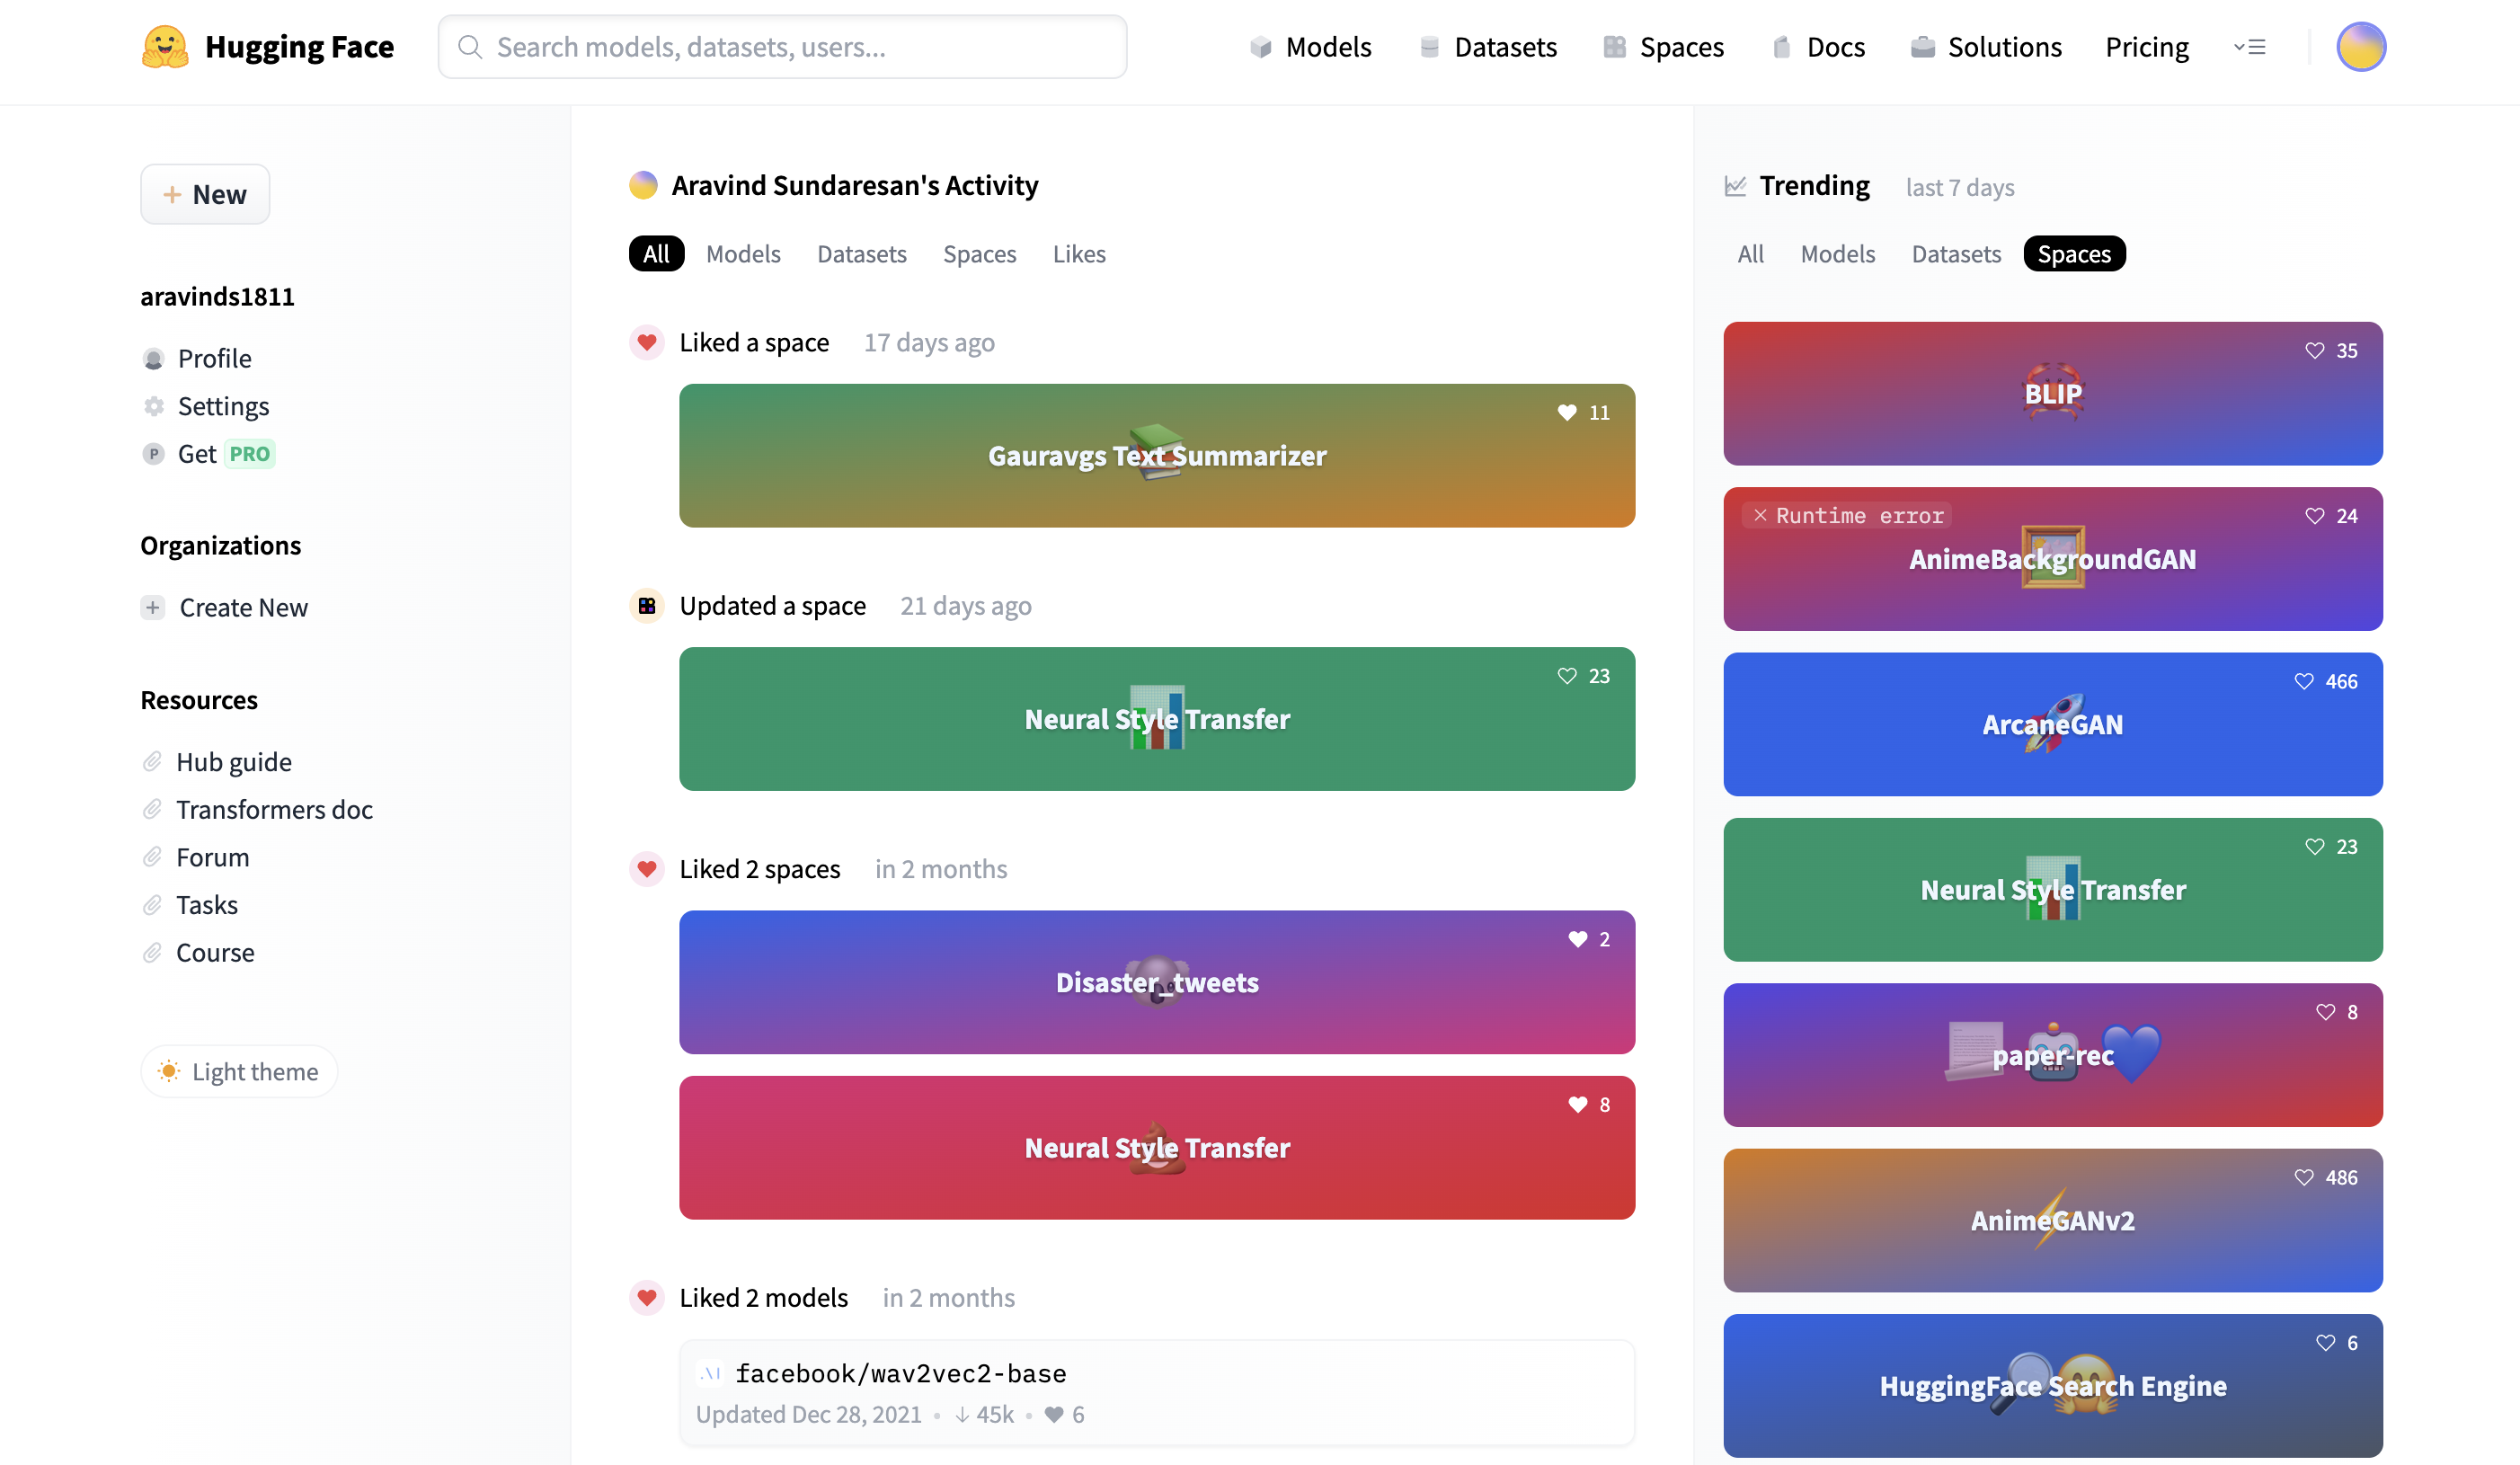 Hugging Face
Search models, datasets, users...
Models
Datasets
Spaces
Docs
Solutions
Pricing
+ New
aravinds1811
Profile
Settings
P Get PRO
Organizations
+ Create New
Resources
Hub guide
Transformers doc
Forum
Tasks
Course
Light theme
Aravind Sundaresan's Activity
All Models Datasets Spaces Likes
Liked a space 17 days ago
11
Gauravgs Text Summarizer
Updated a space 21 days ago
23
Neural Style Transfer
Liked 2 spaces in 2 months
2
Disaster_tweets
8
Neural Style Transfer
Liked 2 models in 2 months
facebook/wav2vec2-base
Updated Dec 28, 2021 • ↓ 45k • 6
Trending last 7 days
All Models Datasets Spaces
35
BLIP
× Runtime error
24
AnimeBackgroundGAN
466
ArcaneGAN
23
Neural Style Transfer
8
paper-rec
486
AnimeGANv2
6
HuggingFace Search Engine